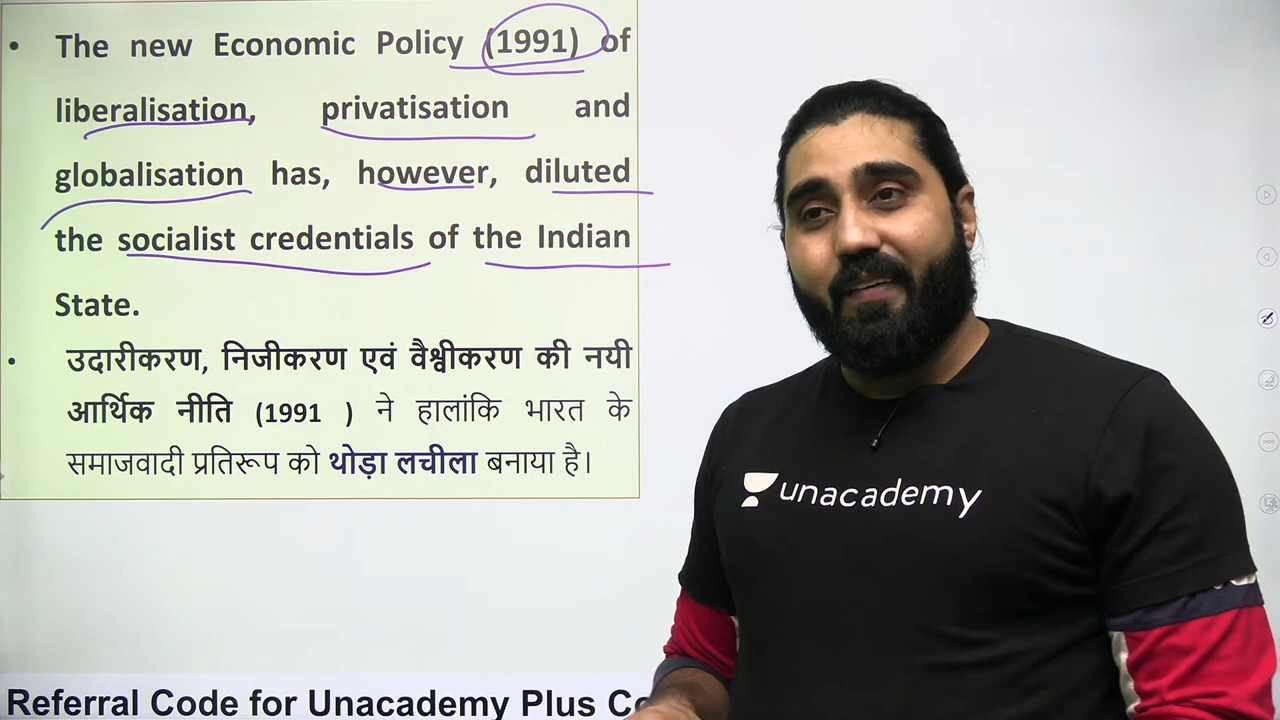 • The new Economic Policy (1991) of
liberalisation, privatisation and
globalisation has, however, diluted
the socialist credentials of the Indian
State.
• उदारीकरण, निजीकरण एवं वैश्वीकरण की नयी
आर्थिक नीति (1991 ) ने हालांकि भारत के
समाजवादी प्रतिरूप को थोड़ा लचीला बनाया है।
unacademy
Referral Code for Unacademy Plus